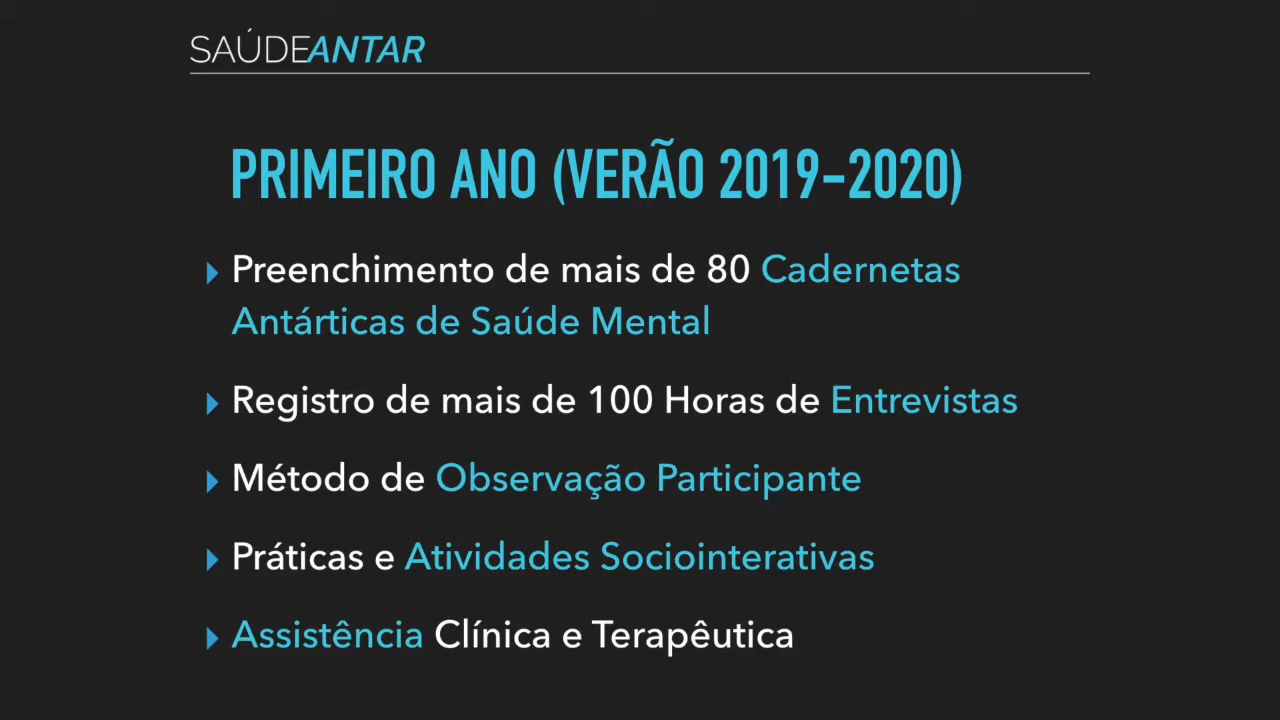 SAÚDEANTAR
PRIMEIRO ANO (VERÃO 2019-2020)
Preenchimento de mais de 80 Cadernetas
Antárticas de Saúde Mental
Registro de mais de 100 Horas de Entrevistas
Método de Observação Participante
Práticas e Atividades Sociointerativas
Assistência Clínica e Terapêutica